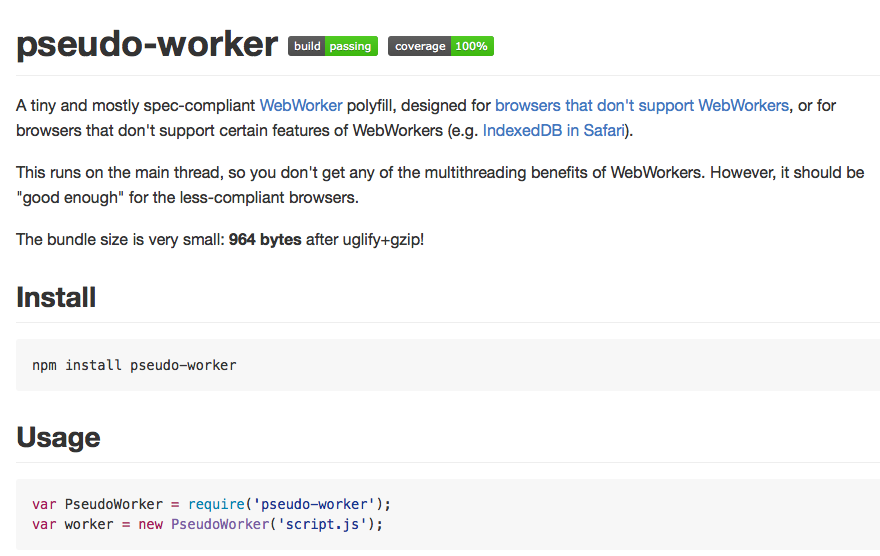 pseudo-worker build passing coverage 100%
A tiny and mostly spec-compliant WebWorker polyfill, designed for browsers that don't support WebWorkers, or for
browsers that don't support certain features of WebWorkers (e.g. IndexedDB in Safari).
This runs on the main thread, so you don't get any of the multithreading benefits of WebWorkers. However, it should be
"good enough" for the less-compliant browsers.
The bundle size is very small: 964 bytes after uglify+gzip!
Install
npm install pseudo-worker
Usage
var PseudoWorker = require('pseudo-worker');
var worker = new PseudoWorker('script.js');